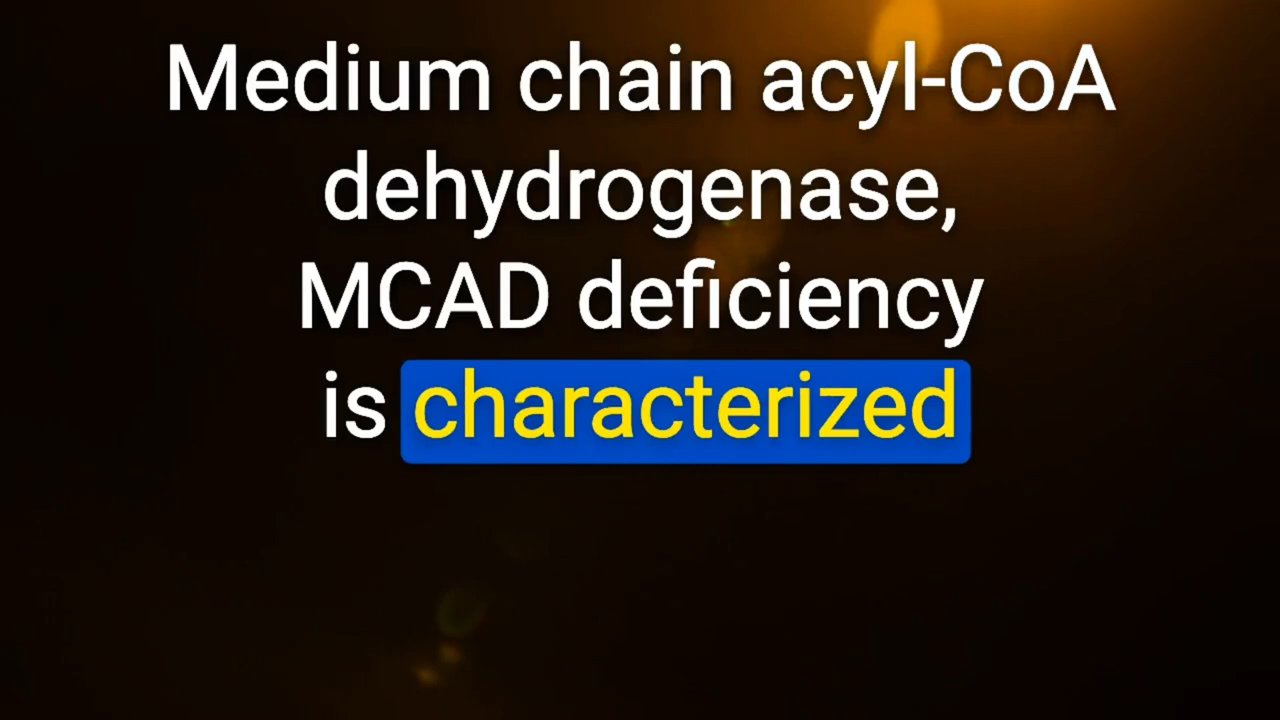 Medium chain acyl-CoA
dehydrogenase,
MCAD deficiency
is characterized